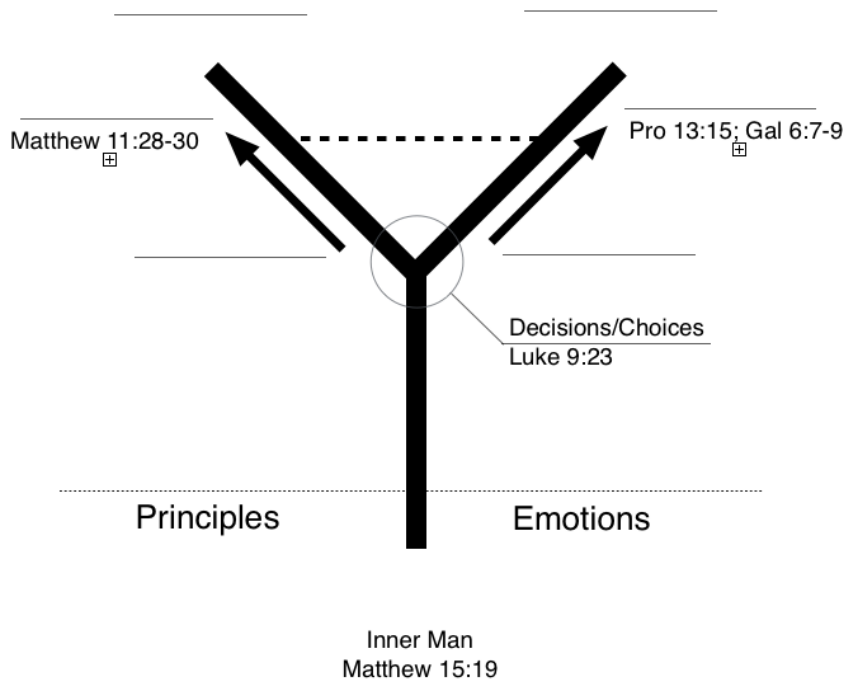 Matthew 11:28-30
Pro 13:15; Gal 6:7-9
Decisions/Choices
Luke 9:23
Principles
Emotions
Inner Man
Matthew 15:19